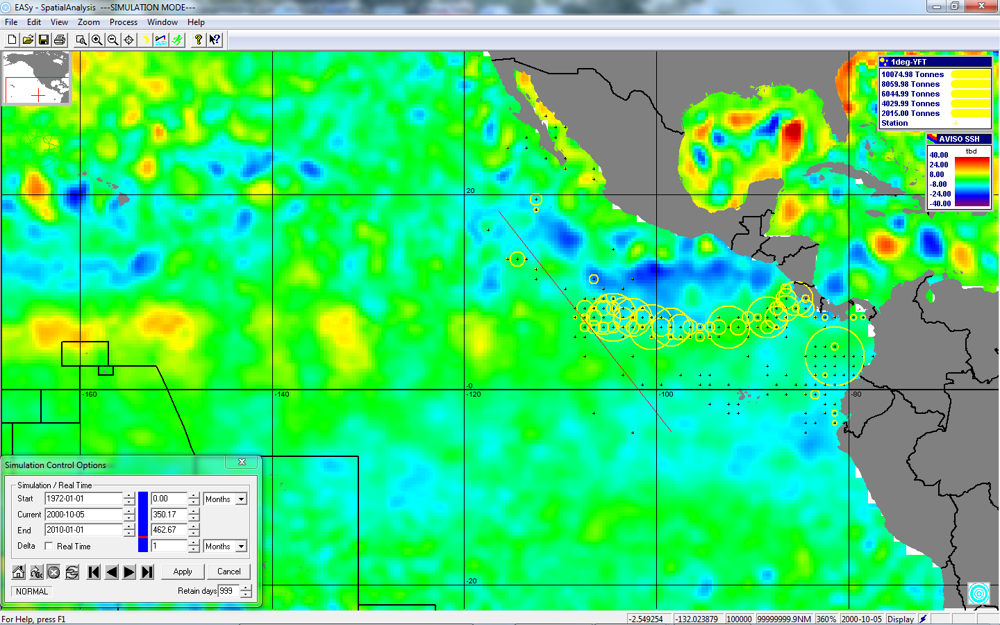 EASy - SpatialAnalysis ---SIMULATION MODE---
File Edit View Zoom Process Window Help
1deg-YFT
10074.98 Tonnes
8059.98 Tonnes
6044.99 Tonnes
4029.99 Tonnes
2015.00 Tonnes
Station
AVISO SSH
tbd
40.00
24.00
8.00
-8.00
-24.00
-40.00
20
-0
-160
-140
-120
-100
-80
-20
Simulation Control Options
Simulation / Real Time
Start 1972-01-01 0.00 Months
Current 2000-10-05 350.17
End 2010-01-01 462.67
Delta Real Time 1 Months
Apply Cancel
NORMAL Retain days 999
For Help, press F1 -2.549254 -132.023879 100000 99999999.9NM 360% 2000-10-05 Display